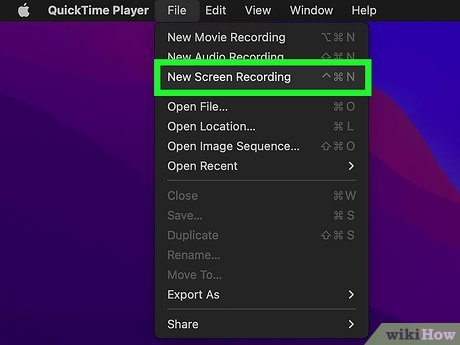 QuickTime Player File Edit View Window Help
New Movie Recording ⌥⌘N
New Audio Recording ⇧⌘N
New Screen Recording ^⌘N
Open File... ⌘O
Open Location... ⌘L
Open Image Sequence... ⇧⌘O
Open Recent >
Close ⌘W
Save... ⌘S
Duplicate ⇧⌘S
Rename...
Move To...
Export As >
Share >
wikiHow